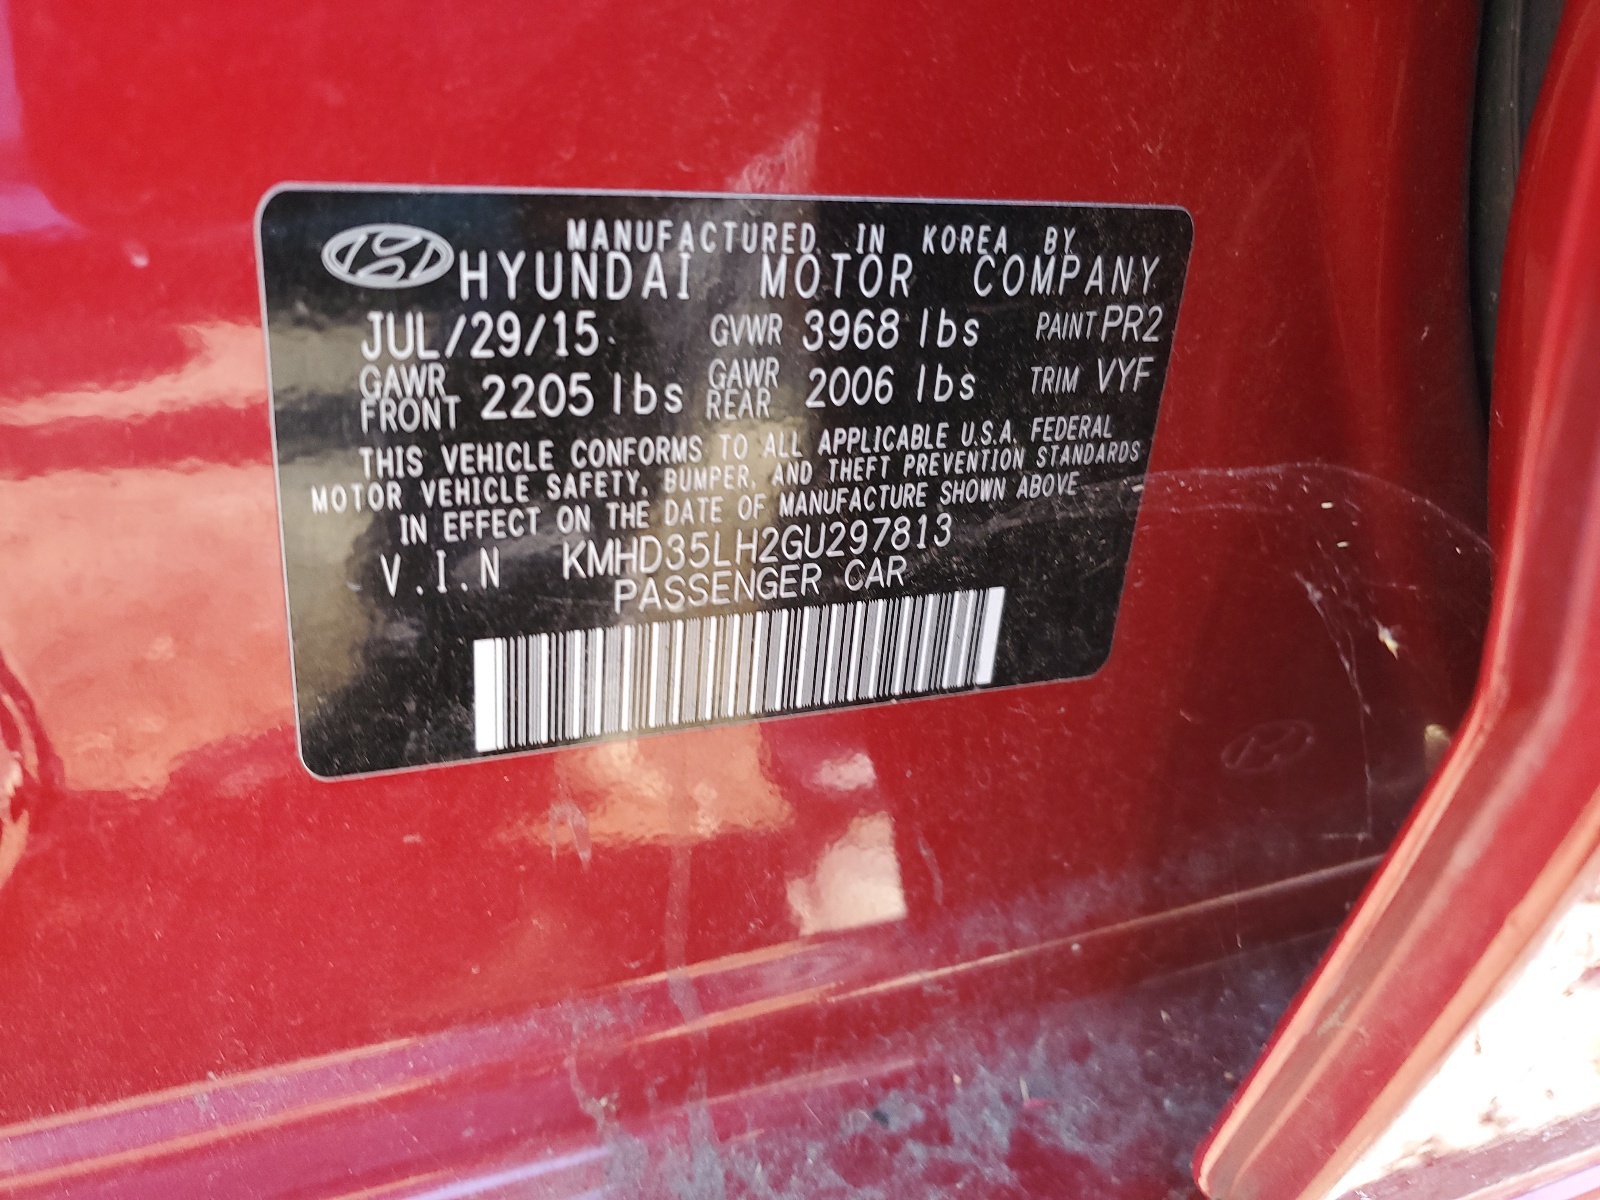 MANUFACTURED IN KOREA BY
HYUNDAI MOTOR COMPANY
JUL/29/15 GVWR 3968 lbs PAINT PR2
GAWR FRONT 2205 lbs GAWR REAR 2006 lbs TRIM VYF
THIS VEHICLE CONFORMS TO ALL APPLICABLE U.S.A. FEDERAL
MOTOR VEHICLE SAFETY, BUMPER, AND THEFT PREVENTION STANDARDS
IN EFFECT ON THE DATE OF MANUFACTURE SHOWN ABOVE
V.I.N KMHD35LH2GU297813
PASSENGER CAR